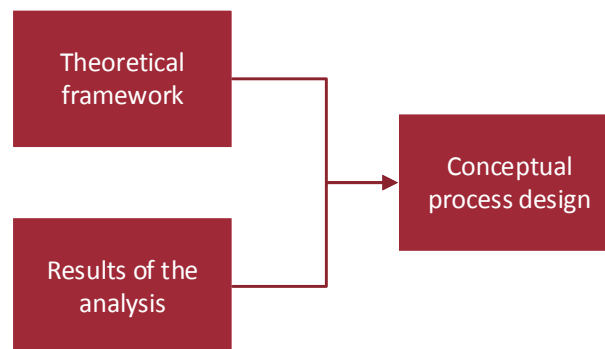 Theoretical
framework
Conceptual
process design
Results of the
analysis